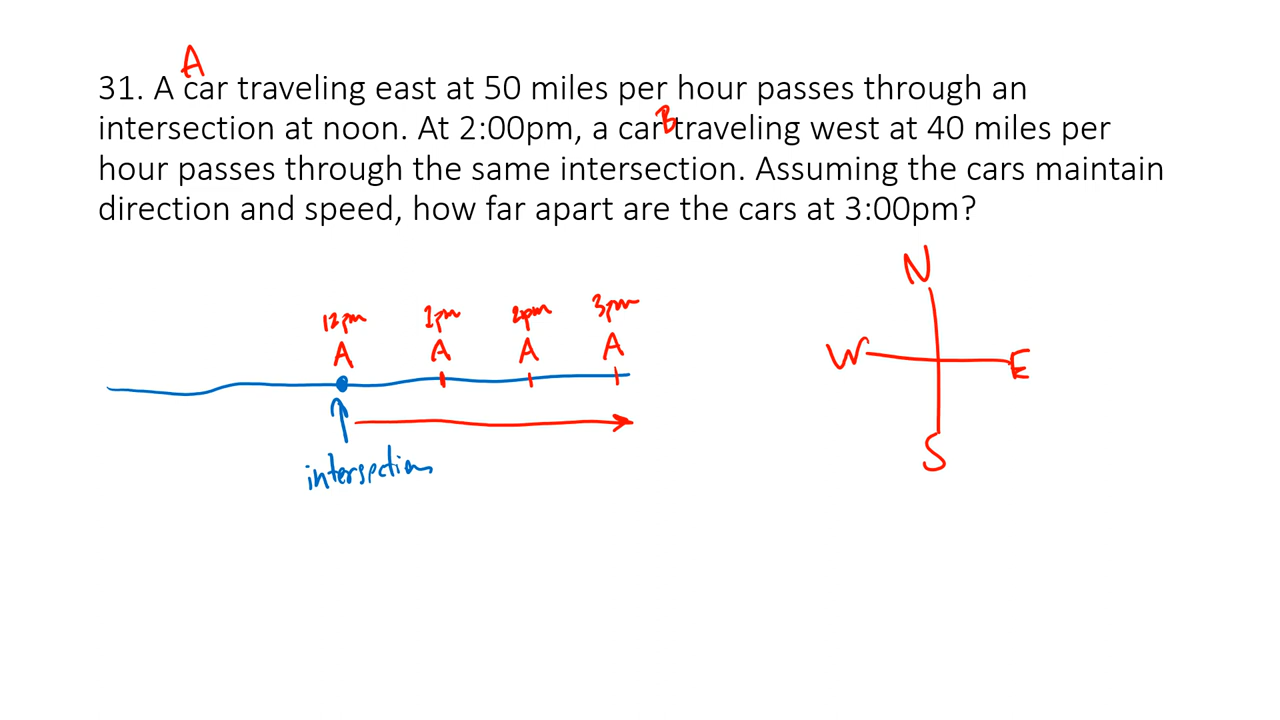 A
31. A car traveling east at 50 miles per hour passes through an
B
intersection at noon. At 2:00pm, a car traveling west at 40 miles per
hour passes through the same intersection. Assuming the cars maintain
direction and speed, how far apart are the cars at 3:00pm?
N
12pm 1pm 2pm 3pm
A A A A
W E
S
intersection